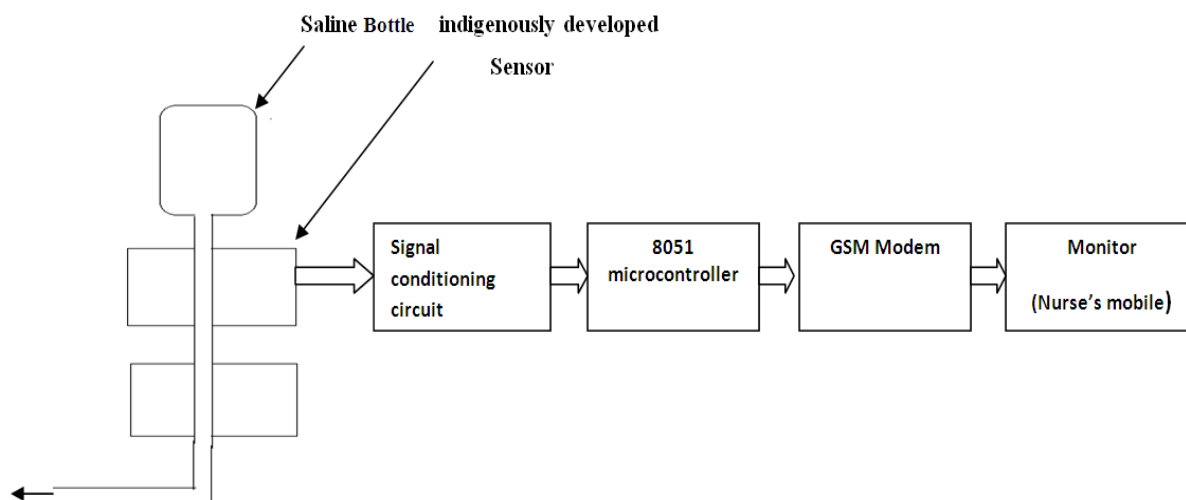 Saline Bottle
indigenously developed
Sensor
Signal
conditioning
circuit
8051
microcontroller
GSM Modem
Monitor
(Nurse's mobile)